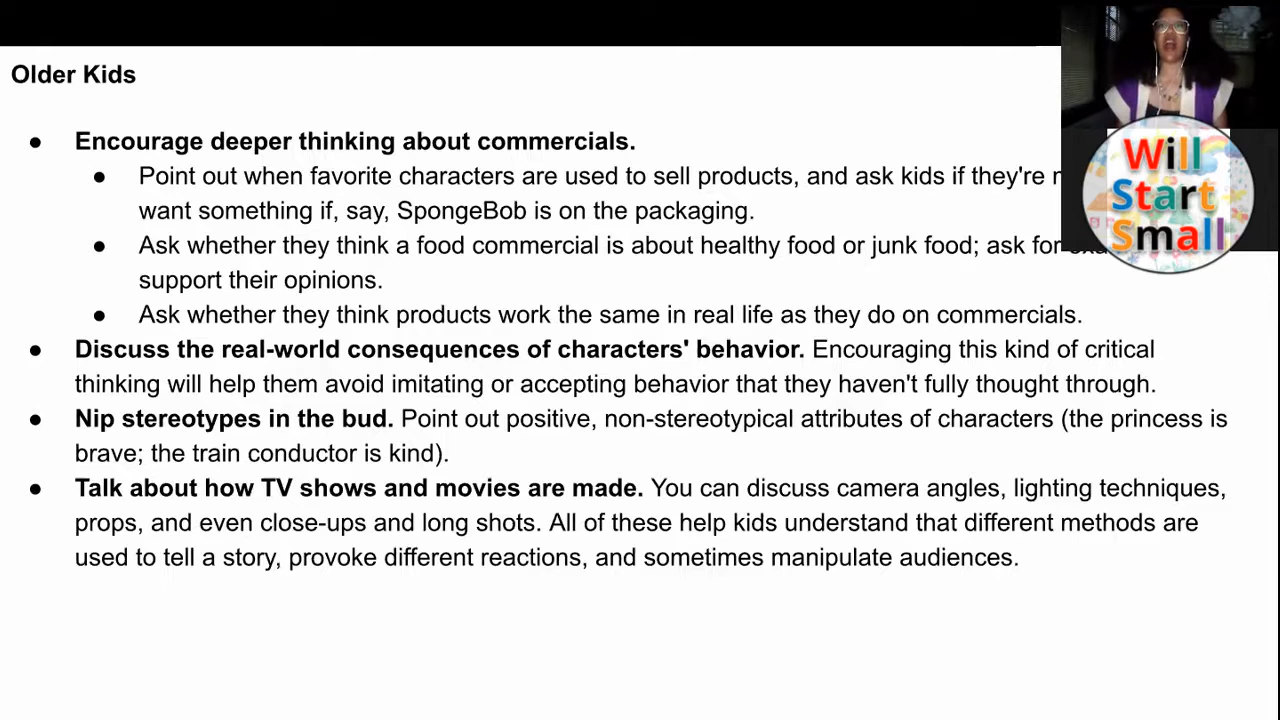 Older Kids
● Encourage deeper thinking about commercials.
● Point out when favorite characters are used to sell products, and ask kids if they're
want something if, say, SpongeBob is on the packaging.
● Ask whether they think a food commercial is about healthy food or junk food; ask for
support their opinions.
● Ask whether they think products work the same in real life as they do on commercials.
● Discuss the real-world consequences of characters' behavior. Encouraging this kind of critical
thinking will help them avoid imitating or accepting behavior that they haven't fully thought through.
● Nip stereotypes in the bud. Point out positive, non-stereotypical attributes of characters (the princess is
brave; the train conductor is kind).
● Talk about how TV shows and movies are made. You can discuss camera angles, lighting techniques,
props, and even close-ups and long shots. All of these help kids understand that different methods are
used to tell a story, provoke different reactions, and sometimes manipulate audiences.
Will
Start
Small